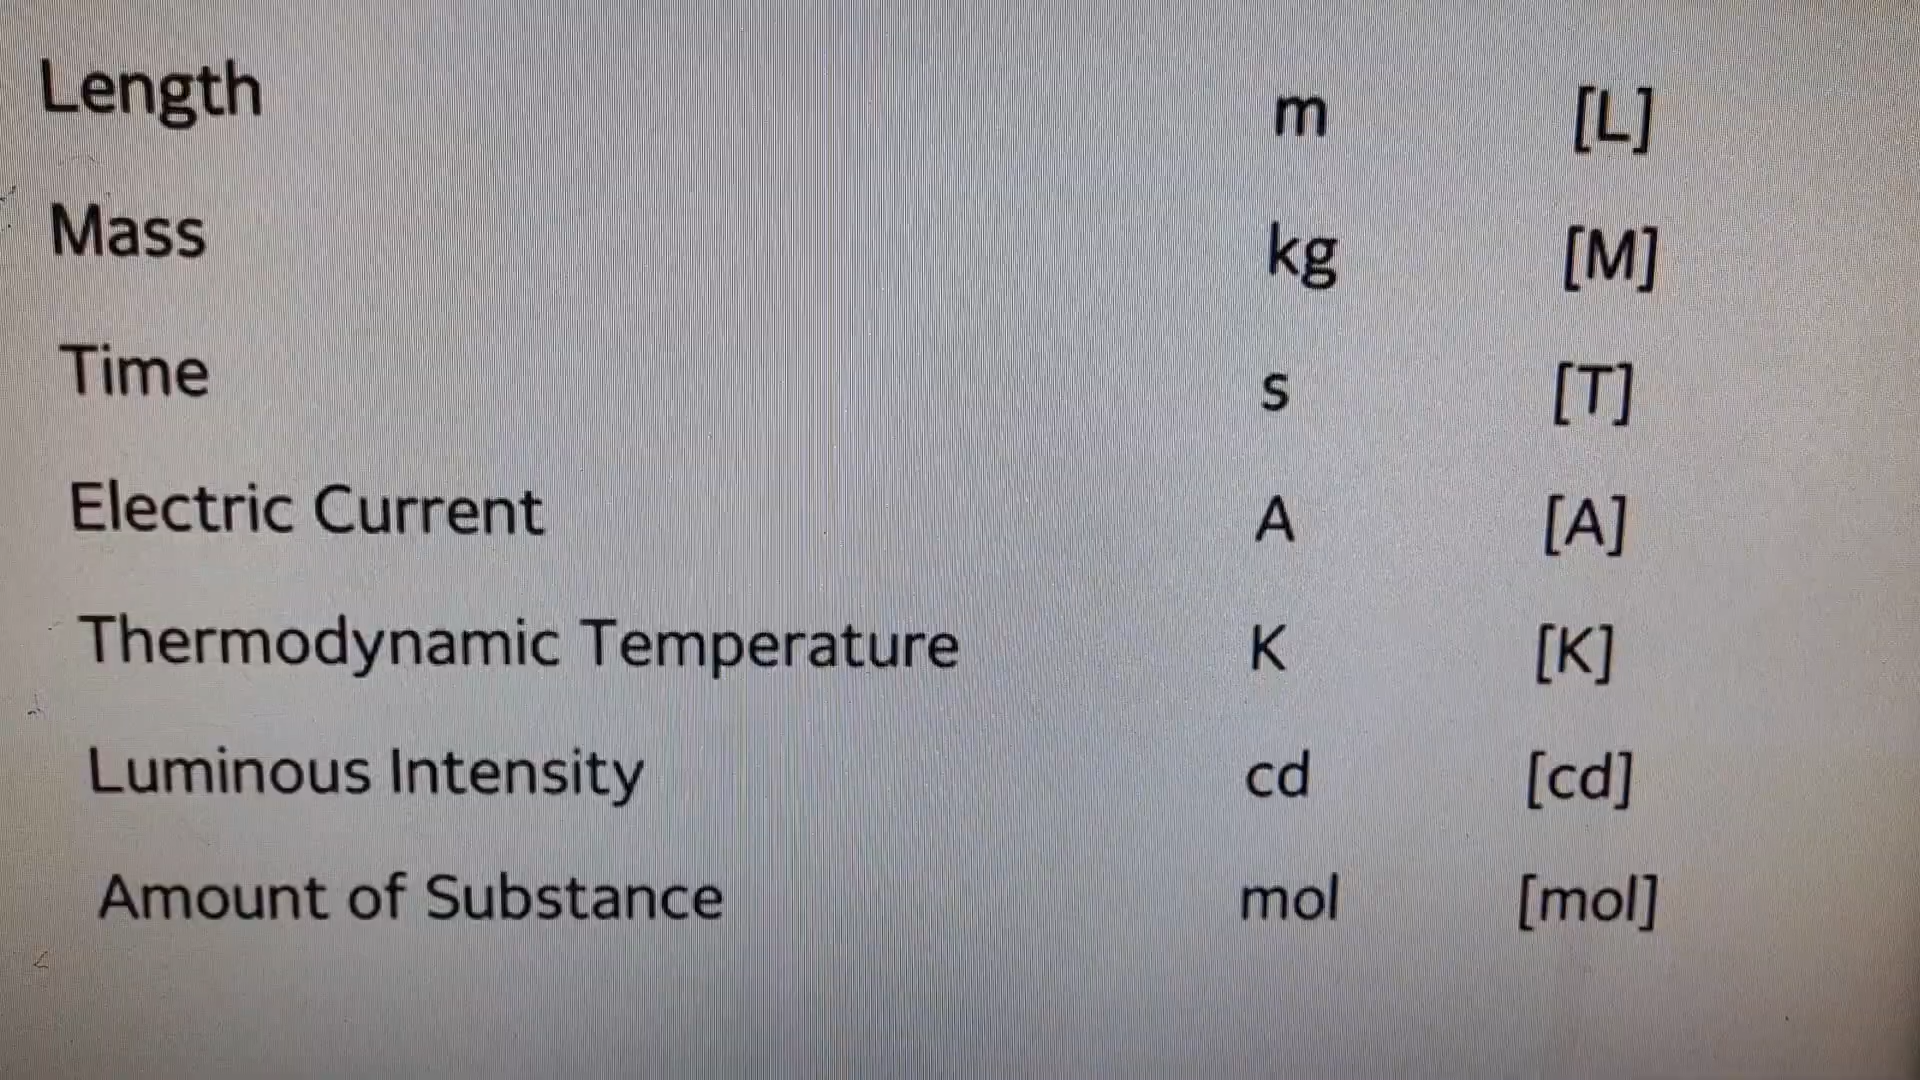 Length m [L]
Mass kg [M]
Time s [T]
Electric Current A [A]
Thermodynamic Temperature K [K]
Luminous Intensity cd [cd]
Amount of Substance mol [mol]